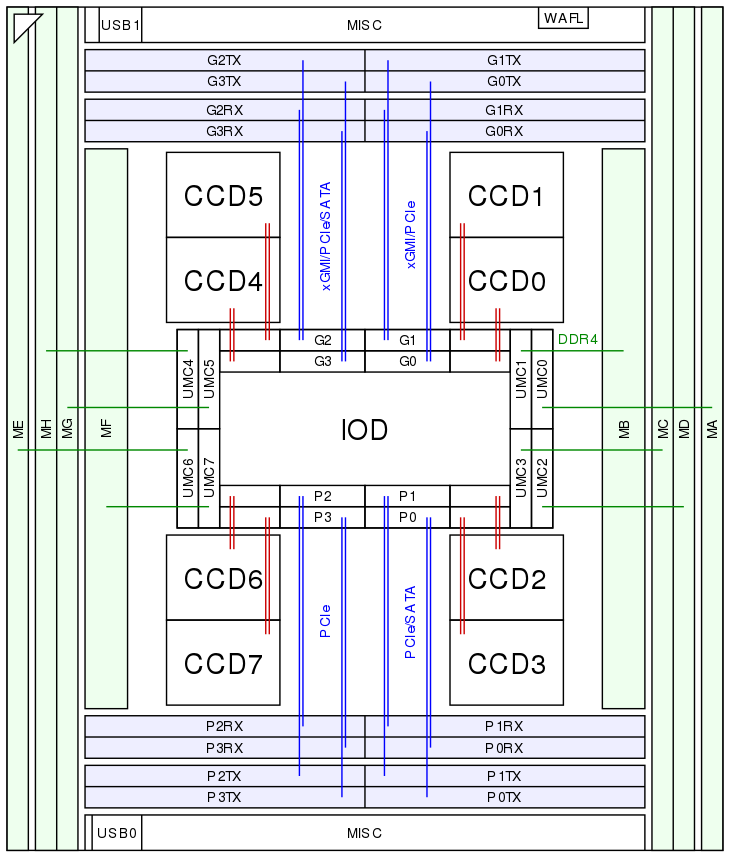 USB1 MISC WAFL
G2TX G1TX
G3TX G0TX
G2RX G1RX
G3RX G0RX
CCD5 CCD1
xGMI/PCIe/SATA xGMI/PCIe
CCD4 CCD0
G2 G1 DDR4
G3 G0
UMC4 UMC5 UMC1 UMC0
ME MH MG MF IOD MB MC MD MA
UMC6 UMC7 UMC3 UMC2
P2 P1
P3 P0
CCD6 CCD2
PCIe PCIe/SATA
CCD7 CCD3
P2RX P1RX
P3RX P0RX
P2TX P1TX
P3TX P0TX
USB0 MISC